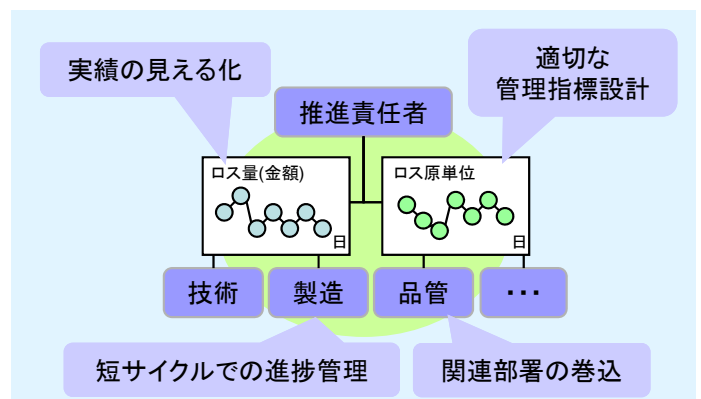 実績の見える化
適切な
管理指標設計
推進責任者
ロス量(金額)
日
ロス原単位
日
技術
製造
品管
・・・
短サイクルでの進捗管理
関連部署の巻込